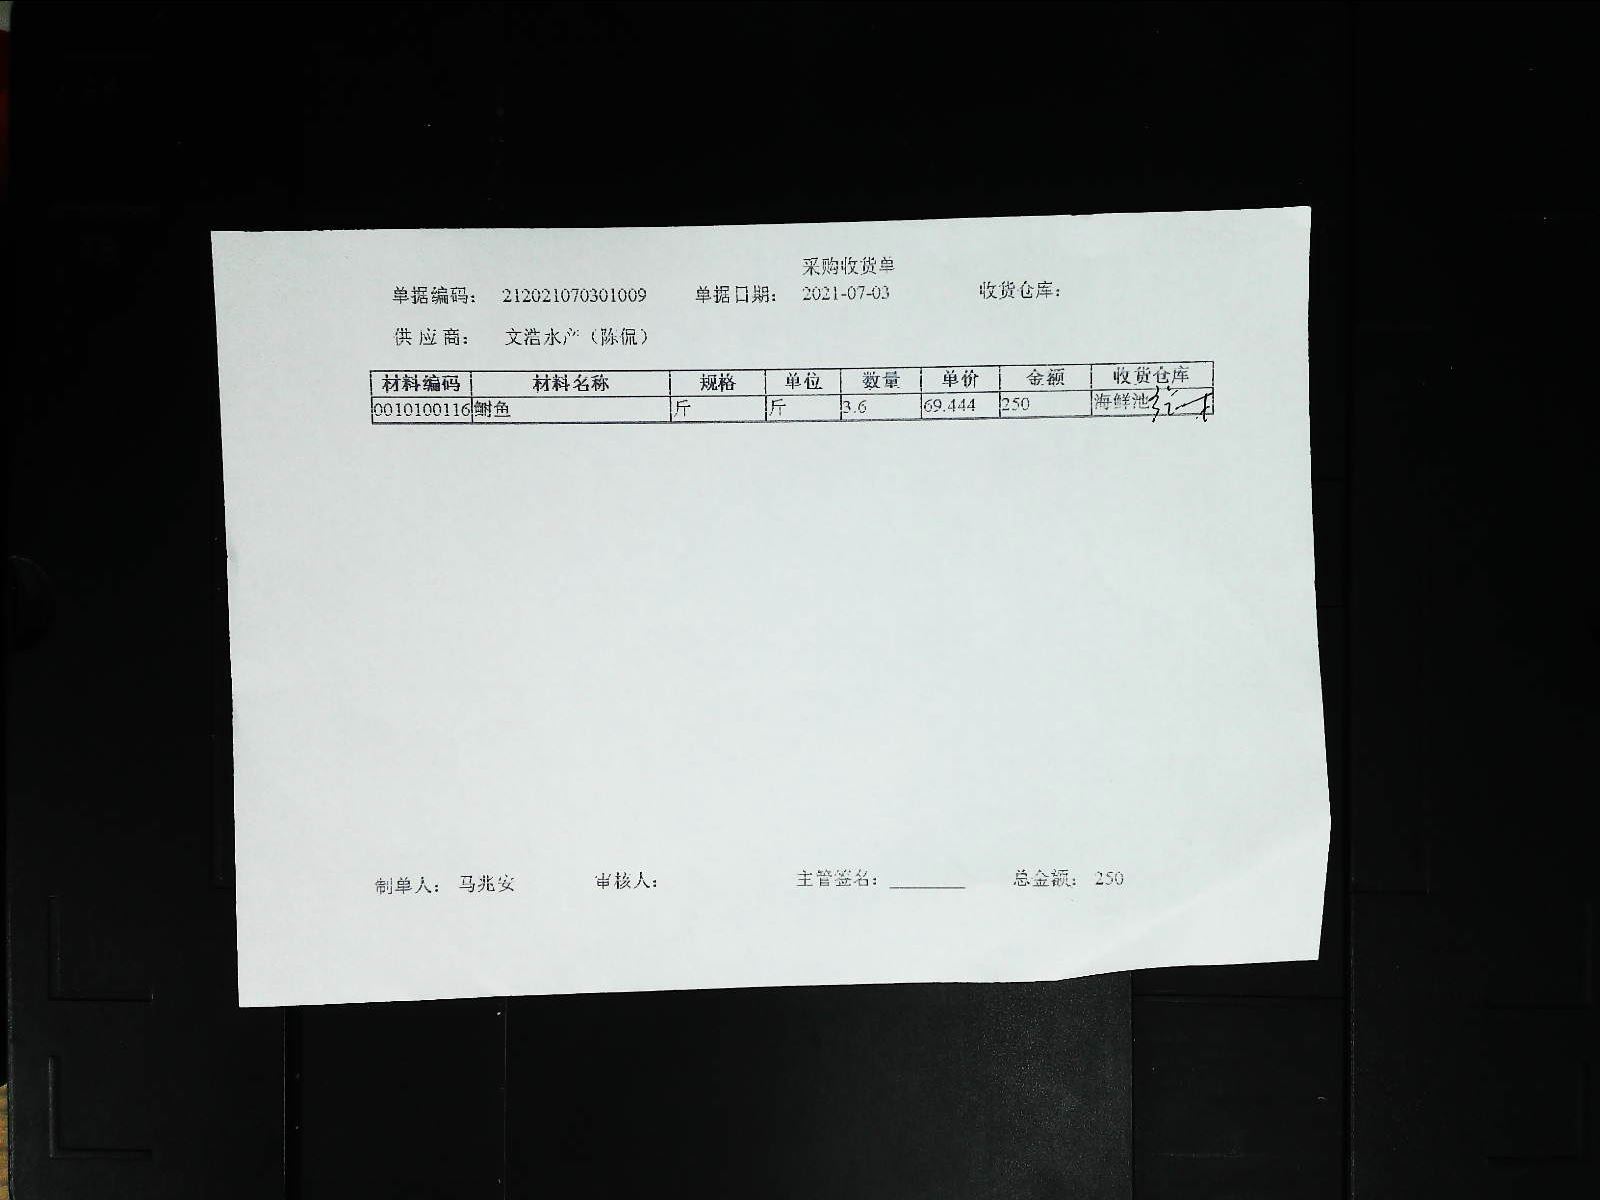 采购收货单
单据编码： 212021070301009 单据日期： 2021-07-03 收货仓库：
供 应 商： 文浩水产（陈侃）
材料编码 材料名称 规格 单位 数量 单价 金额 收货仓库
0010100116 鲥鱼 斤 斤 3.6 69.444 250 海鲜池
制单人： 马兆安 审核人： 主管签名： ________ 总金额： 250